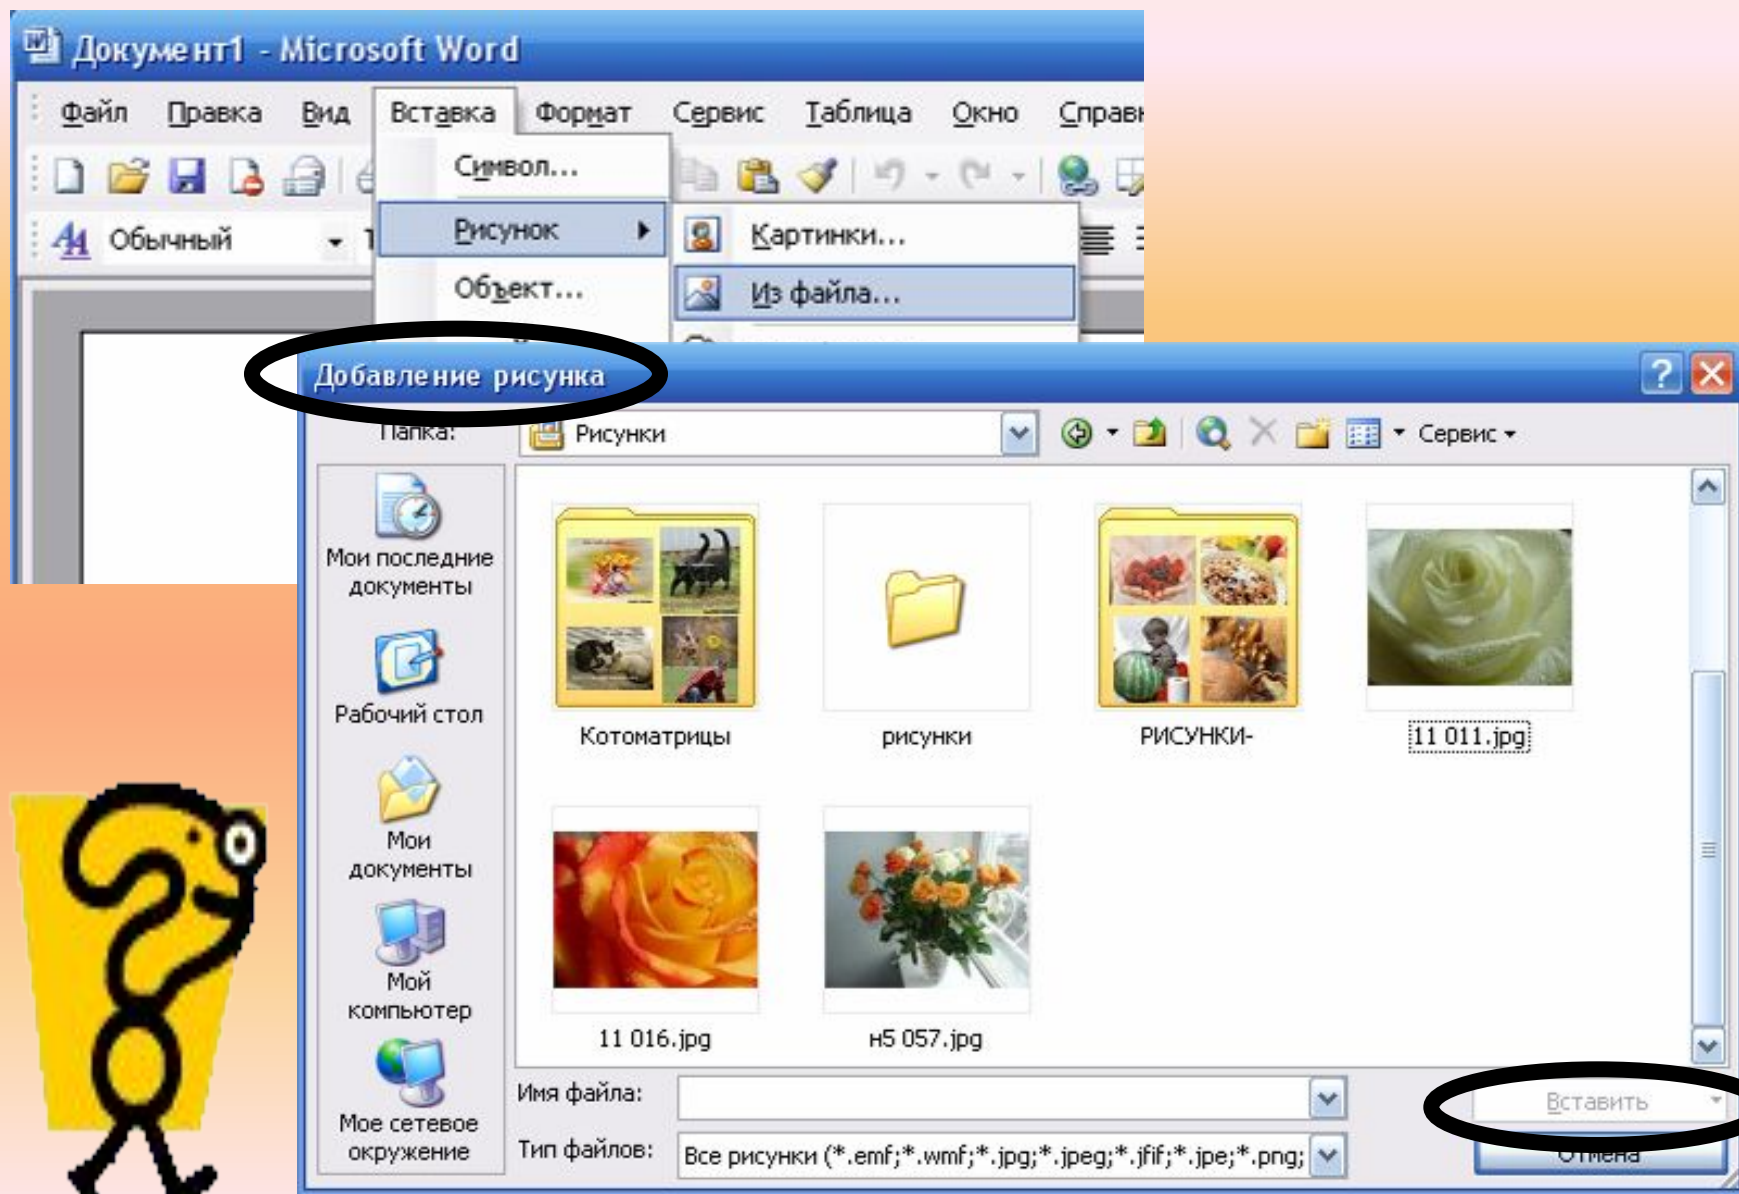 Документ1 - Microsoft Word
Файл Правка Вид Вставка Формат Сервис Таблица Окно
Символ...
Обычный
Рисунок
Картинки...
Объект...
Из файла...
Добавление рисунка
Папка: Рисунки Сервис
Мои последние документы
Рабочий стол
Мои документы
Мой компьютер
Мое сетевое окружение
Котоматрицы рисунки РИСУНКИ- 11 011.jpg
11 016.jpg н5 057.jpg
Имя файла: Вставить
Тип файлов: Все рисунки (*.emf;*.wmf;*.jpg;*.jpeg;*.jfif;*.jpe;*.png; Отмена